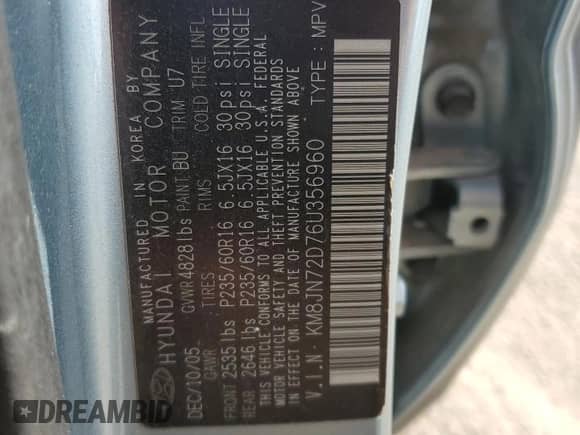 MANUFACTURED IN KOREA BY
HYUNDAI MOTOR COMPANY
GVWR 4828 lbs PAINT BU TRIM U7
DEC/10/05 GAWR TIRES RIMS COLD TIRE INFL
FRONT 2535 lbs P235/60R16 6.5JX16 30psi SINGLE
REAR 2646 lbs P235/60R16 6.5JX16 30psi SINGLE
THIS VEHICLE CONFORMS TO ALL APPLICABLE U.S.A. FEDERAL
MOTOR VEHICLE SAFETY AND THEFT PREVENTION STANDARDS
IN EFFECT ON THE DATE OF MANUFACTURE SHOWN ABOVE
V.I.N: KM8JN72D76U356960 TYPE: MPV
DREAMBID